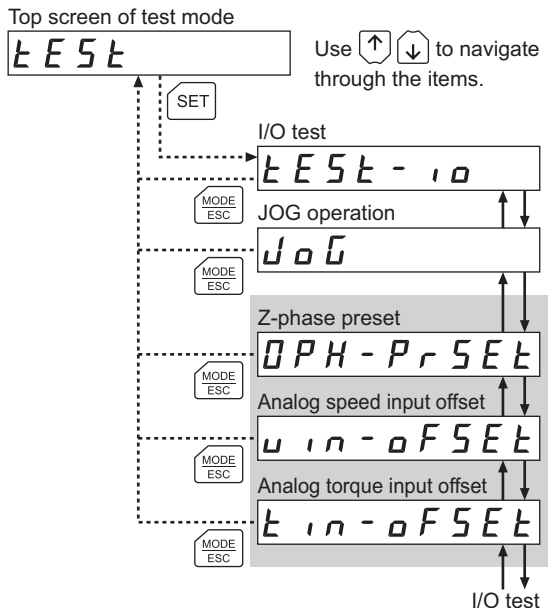 Top screen of test mode
tESt
Use ↑ ↓ to navigate
through the items.
SET
I/O test
tESt-io
MODE
ESC
JOG operation
JoG
MODE
ESC
Z-phase preset
0PH-PrSEt
MODE
ESC
Analog speed input offset
vin-oFSEt
MODE
ESC
Analog torque input offset
tin-oFSEt
MODE
ESC
I/O test